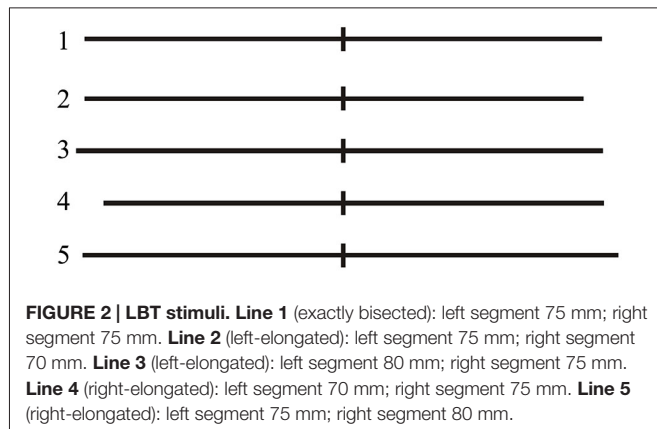 1
2
3
4
5
FIGURE 2 | LBT stimuli. Line 1 (exactly bisected): left segment 75 mm; right
segment 75 mm. Line 2 (left-elongated): left segment 75 mm; right segment
70 mm. Line 3 (left-elongated): left segment 80 mm; right segment 75 mm.
Line 4 (right-elongated): left segment 70 mm; right segment 75 mm. Line 5
(right-elongated): left segment 75 mm; right segment 80 mm.